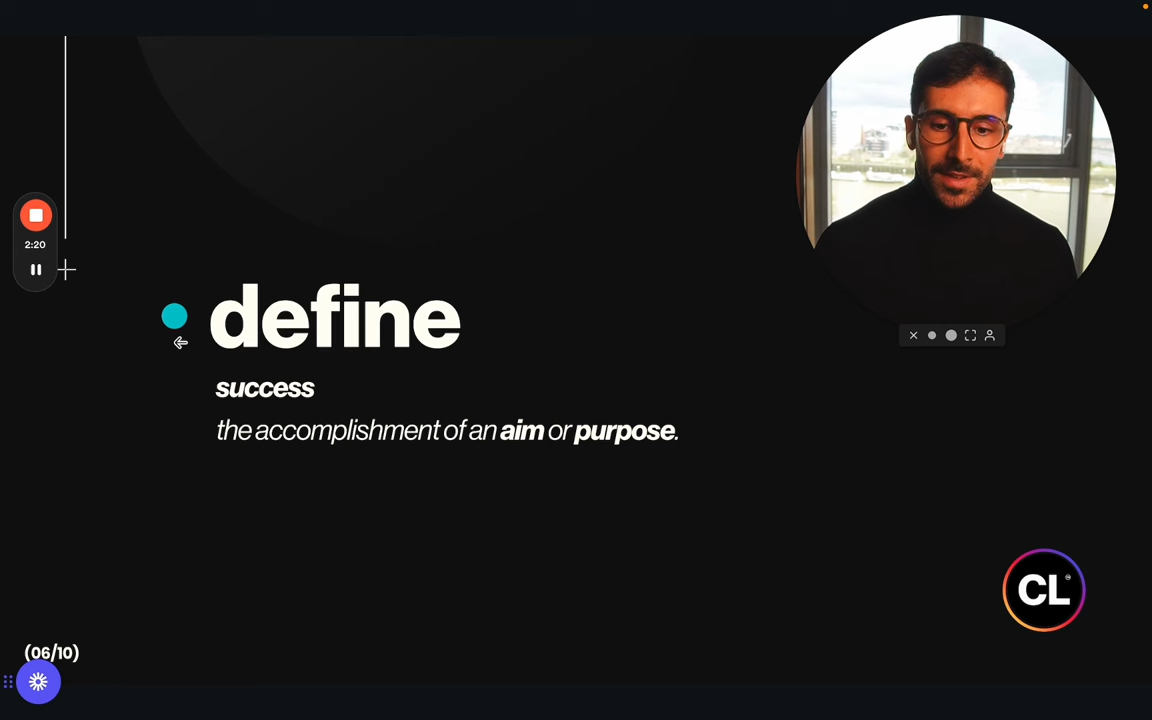 2:20
define
success
the accomplishment of an aim or purpose.
CL
(06/10)